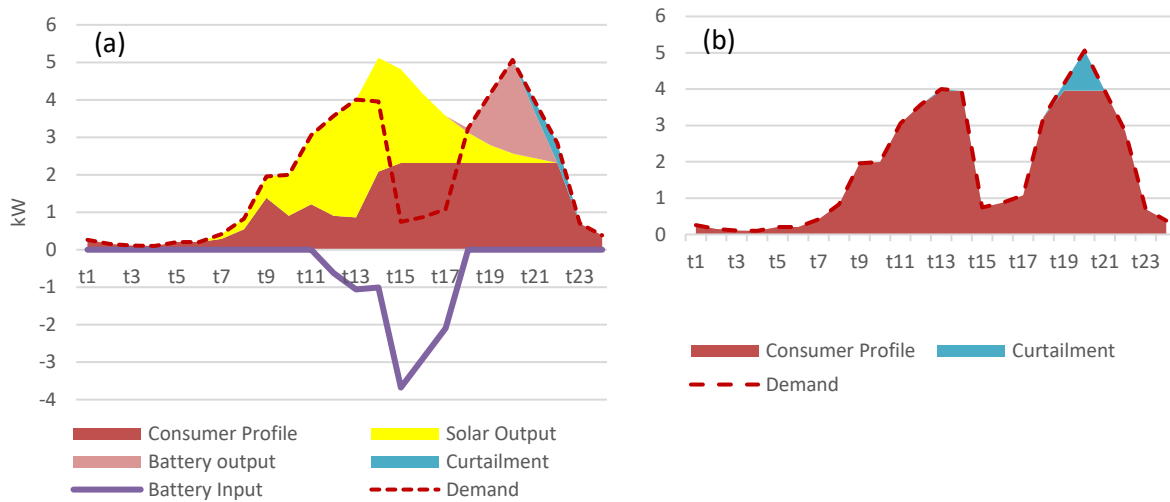 (a)
6
5
4
3
2
1
0
-1
-2
-3
-4
kW
t1 t3 t5 t7 t9 t11 t13 t15 t17 t19 t21 t23
Consumer Profile Solar Output
Battery output Curtailment
Battery Input Demand
(b)
6
5
4
3
2
1
0
t1 t3 t5 t7 t9 t11 t13 t15 t17 t19 t21 t23
Consumer Profile Curtailment
Demand